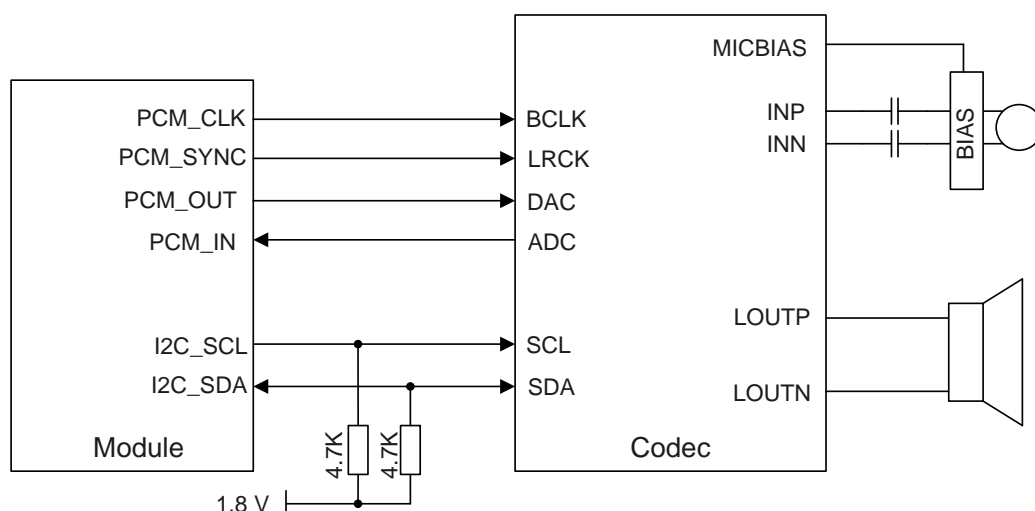 PCM_CLK
PCM_SYNC
PCM_OUT
PCM_IN
I2C_SCL
I2C_SDA
Module
4.7K
4.7K
1.8 V
BCLK
LRCK
DAC
ADC
SCL
SDA
Codec
MICBIAS
INP
INN
LOUTP
LOUTN
BIAS